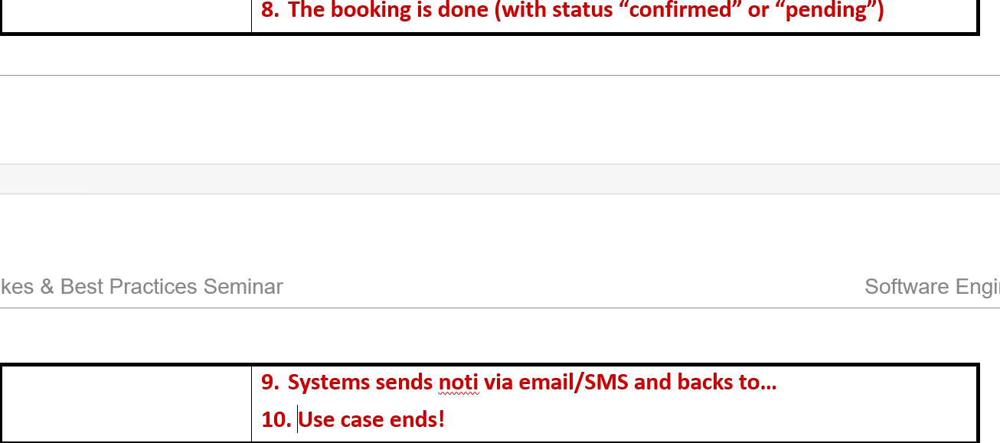 8. The booking is done (with status “confirmed” or “pending”)
kes & Best Practices Seminar
Software Engi
9. Systems sends noti via email/SMS and backs to...
10. Use case ends!